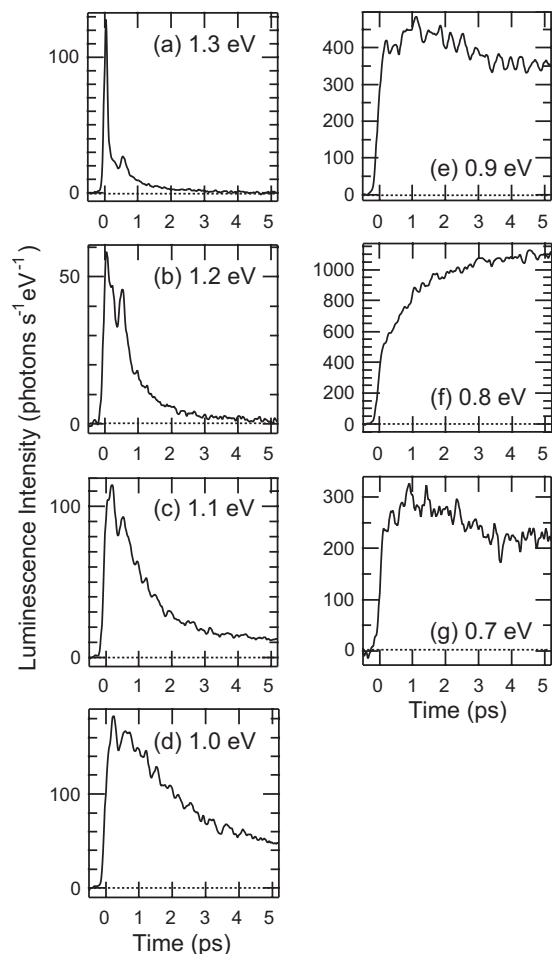 Luminescence Intensity (photons s⁻¹eV⁻¹)
(a) 1.3 eV
100
0
0 1 2 3 4 5
(b) 1.2 eV
50
0
0 1 2 3 4 5
(c) 1.1 eV
100
0
0 1 2 3 4 5
(d) 1.0 eV
100
0
0 1 2 3 4 5
Time (ps)
400
300
200
100
0
(e) 0.9 eV
0 1 2 3 4 5
1000
800
600
400
200
0
(f) 0.8 eV
0 1 2 3 4 5
300
200
100
0
(g) 0.7 eV
0 1 2 3 4 5
Time (ps)